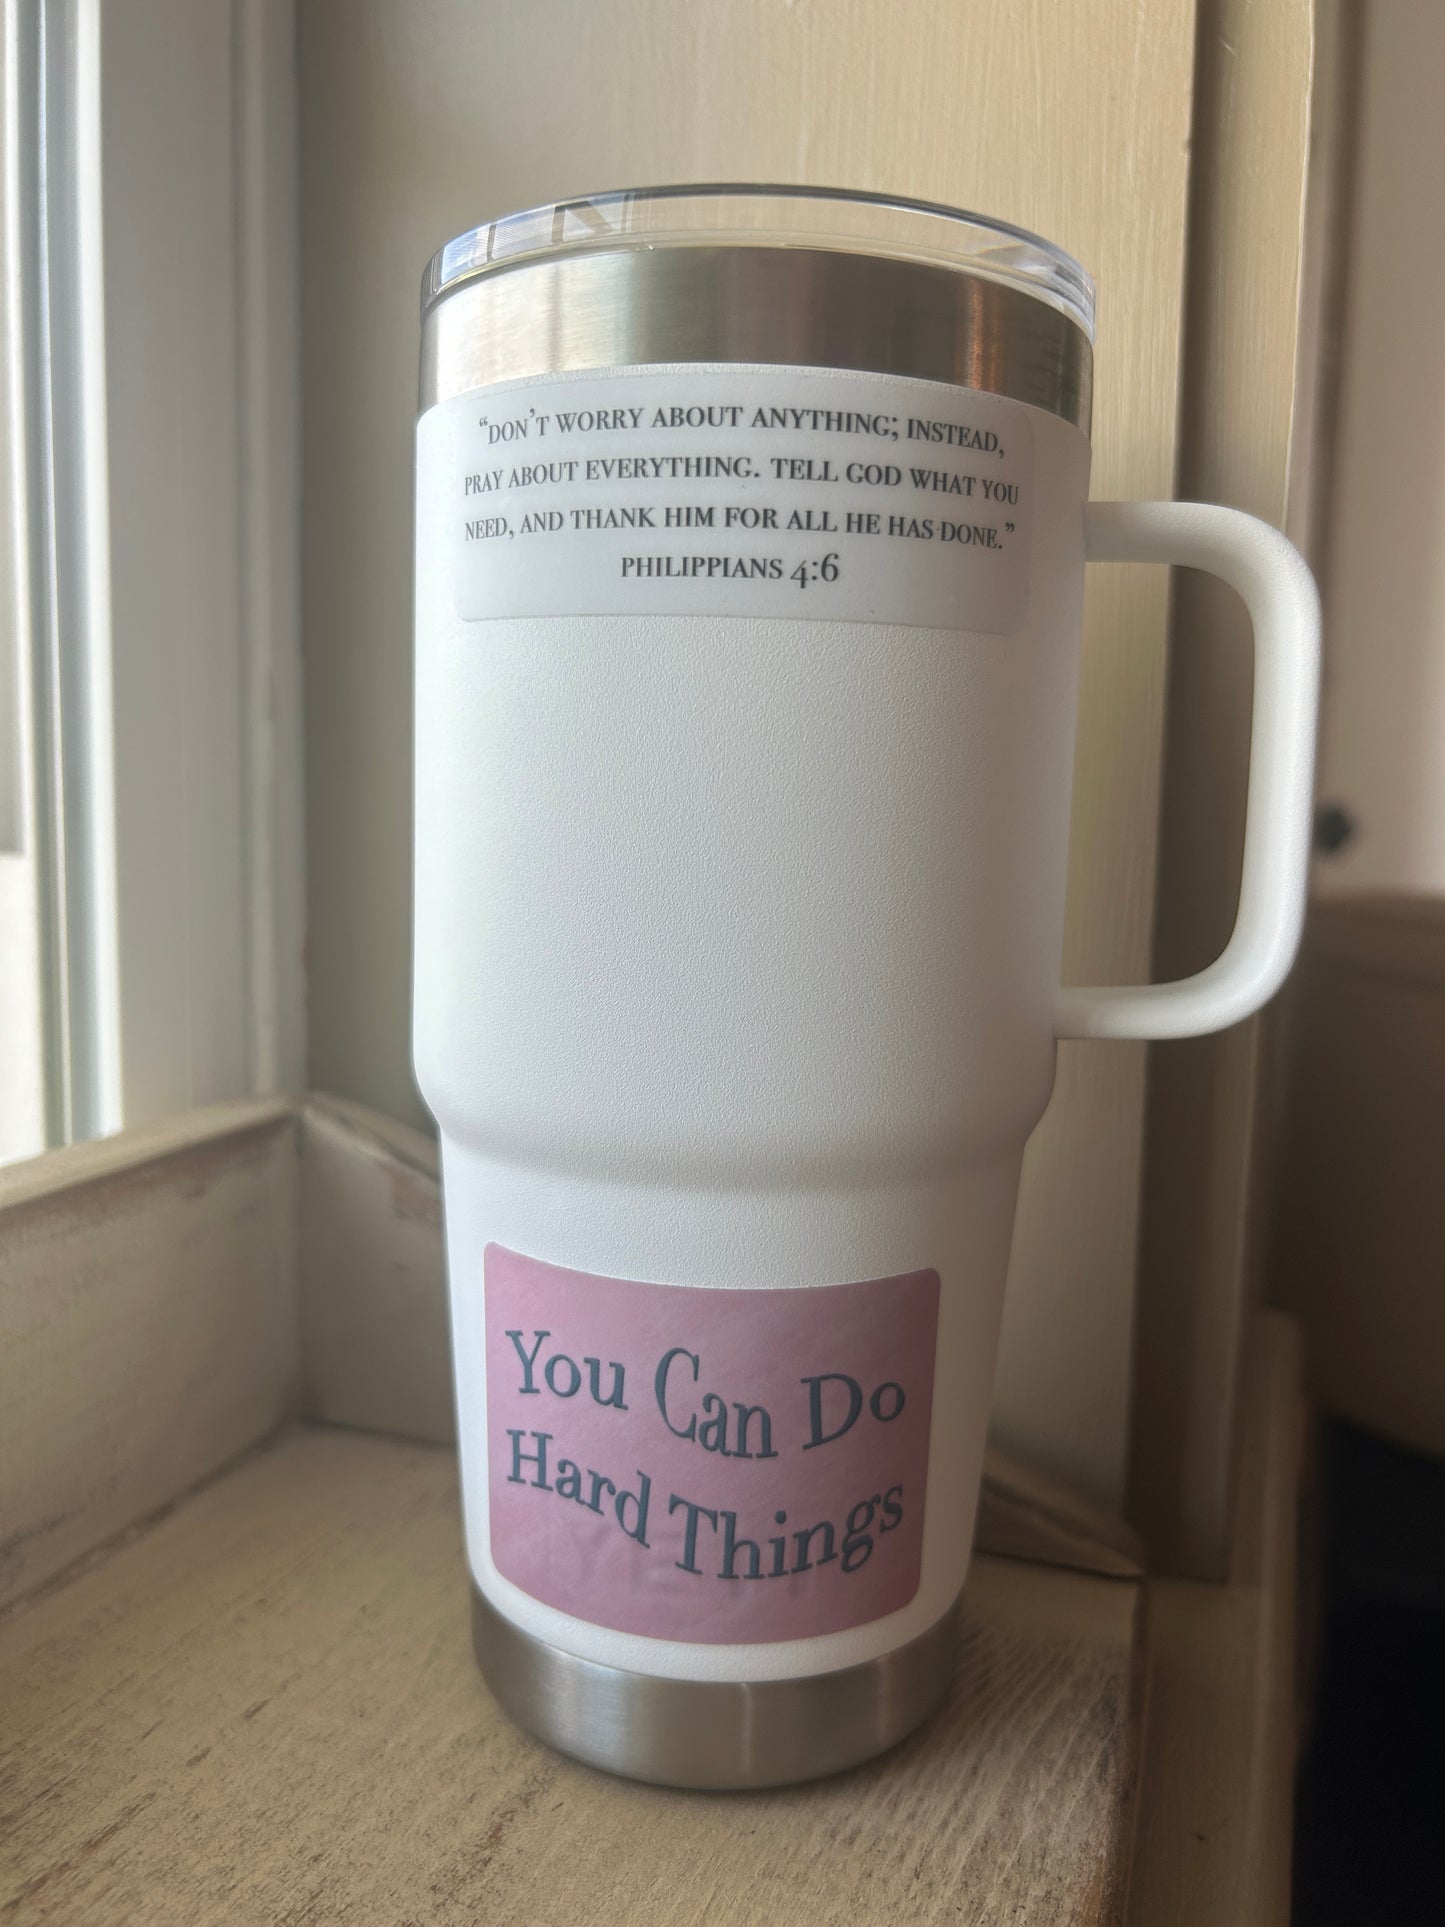 “DON’T WORRY ABOUT ANYTHING; INSTEAD,
PRAY ABOUT EVERYTHING. TELL GOD WHAT YOU
NEED, AND THANK HIM FOR ALL HE HAS DONE.”
PHILIPPIANS 4:6
You Can Do
Hard Things